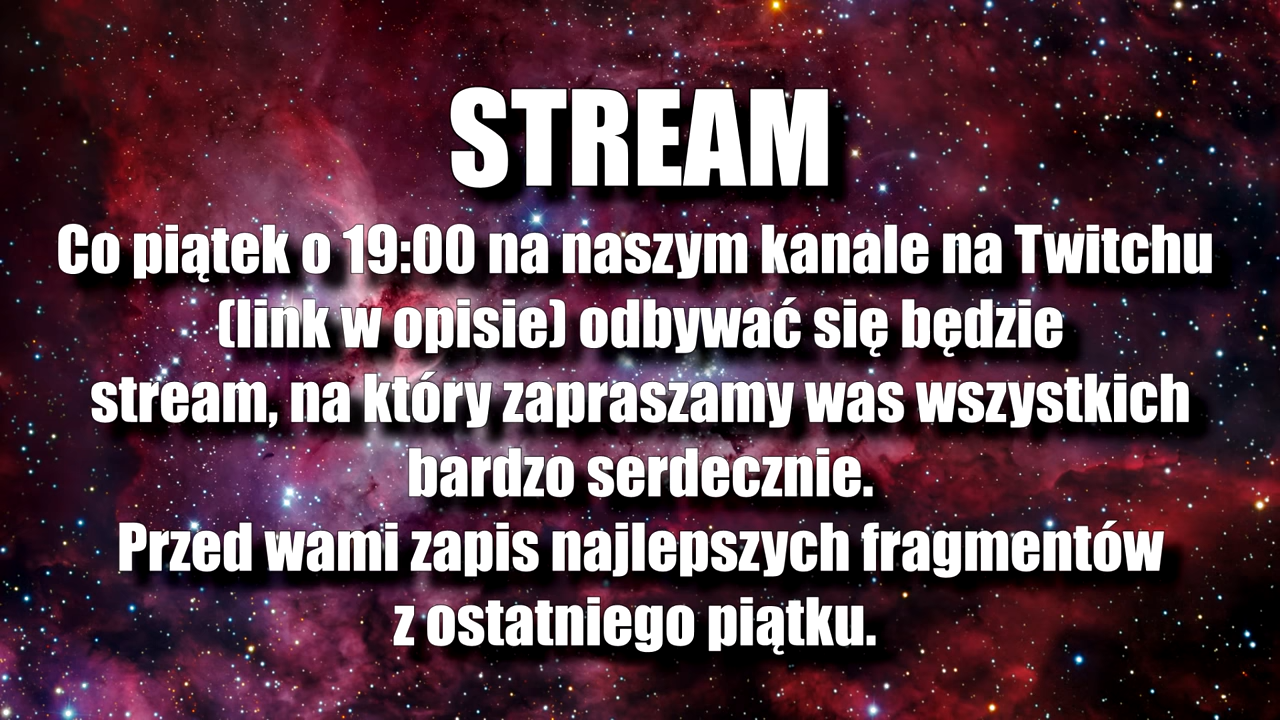 STREAM
Co piątek o 19:00 na naszym kanale na Twitchu
(link w opisie) odbywać się będzie
stream, na który zapraszamy was wszystkich
bardzo serdecznie.
Przed wami zapis najlepszych fragmentów
z ostatniego piątku.